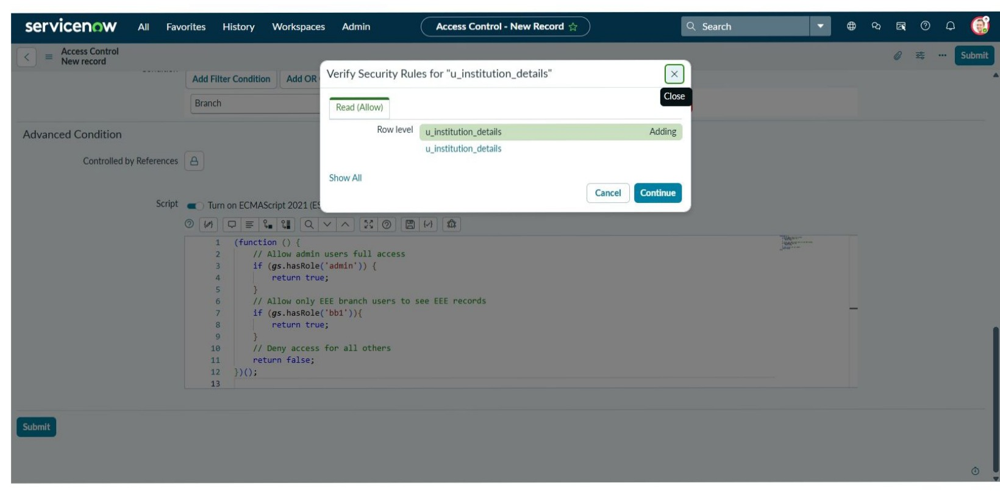 servicenow All Favorites History Workspaces Admin Access Control - New Record Search
Access Control
New record
Submit
Add Filter Condition Add OR
Branch
Verify Security Rules for "u_institution_details"
Close
Read (Allow)
Row level u_institution_details Adding
u_institution_details
Show All
Cancel Continue
Advanced Condition
Controlled by References
Script Turn on ECMAScript 2021 (ES
1 (function () {
2 // Allow admin users full access
3 if (gs.hasRole('admin')) {
4 return true;
5 }
6 // Allow only EEE branch users to see EEE records
7 if (gs.hasRole('bb1')){
8 return true;
9 }
10 // Deny access for all others
11 return false;
12 })();
13
Submit